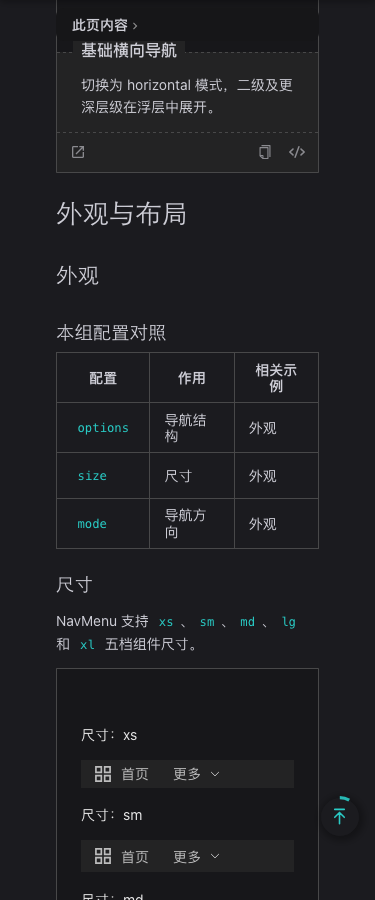 此页内容
基础横向导航
切换为 horizontal 模式，二级及更
深层级在浮层中展开。
外观与布局
外观
本组配置对照
配置 作用 相关示
例
options 导航结
构 外观
size 尺寸 外观
mode 导航方
向 外观
尺寸
NavMenu 支持 xs 、 sm 、 md 、 lg
和 xl 五档组件尺寸。
尺寸：xs
首页 更多
尺寸：sm
首页 更多
尺寸：md